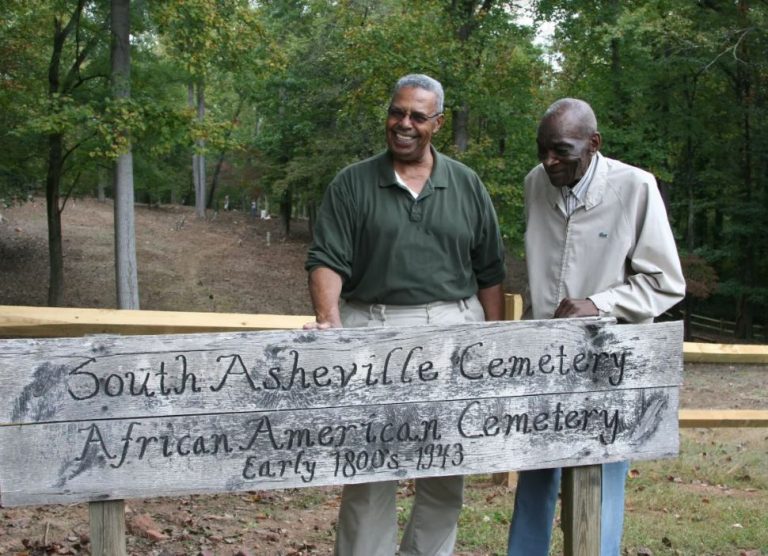 South Asheville Cemetery
African American Cemetery
Early 1800's - 1943